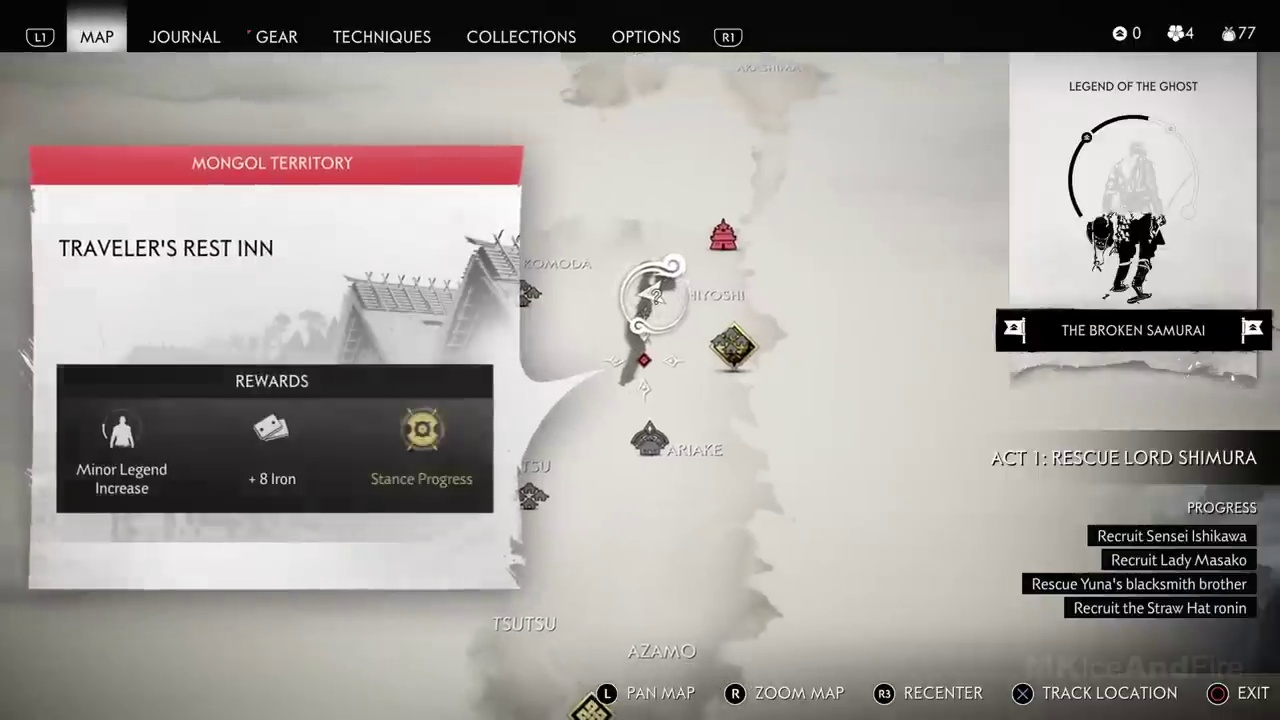 L1 MAP JOURNAL GEAR TECHNIQUES COLLECTIONS OPTIONS R1 0 4 77
AKASHIMA
LEGEND OF THE GHOST
MONGOL TERRITORY
TRAVELER'S REST INN
KOMODA
HIYOSHI
THE BROKEN SAMURAI
REWARDS
Minor Legend
Increase
+ 8 Iron
Stance Progress
ARIAKE
TSU
ACT 1: RESCUE LORD SHIMURA
PROGRESS
Recruit Sensei Ishikawa
Recruit Lady Masako
Rescue Yuna's blacksmith brother
Recruit the Straw Hat ronin
TSUTSU
AZAMO
KIceAndFire
L PAN MAP R ZOOM MAP R3 RECENTER TRACK LOCATION EXIT